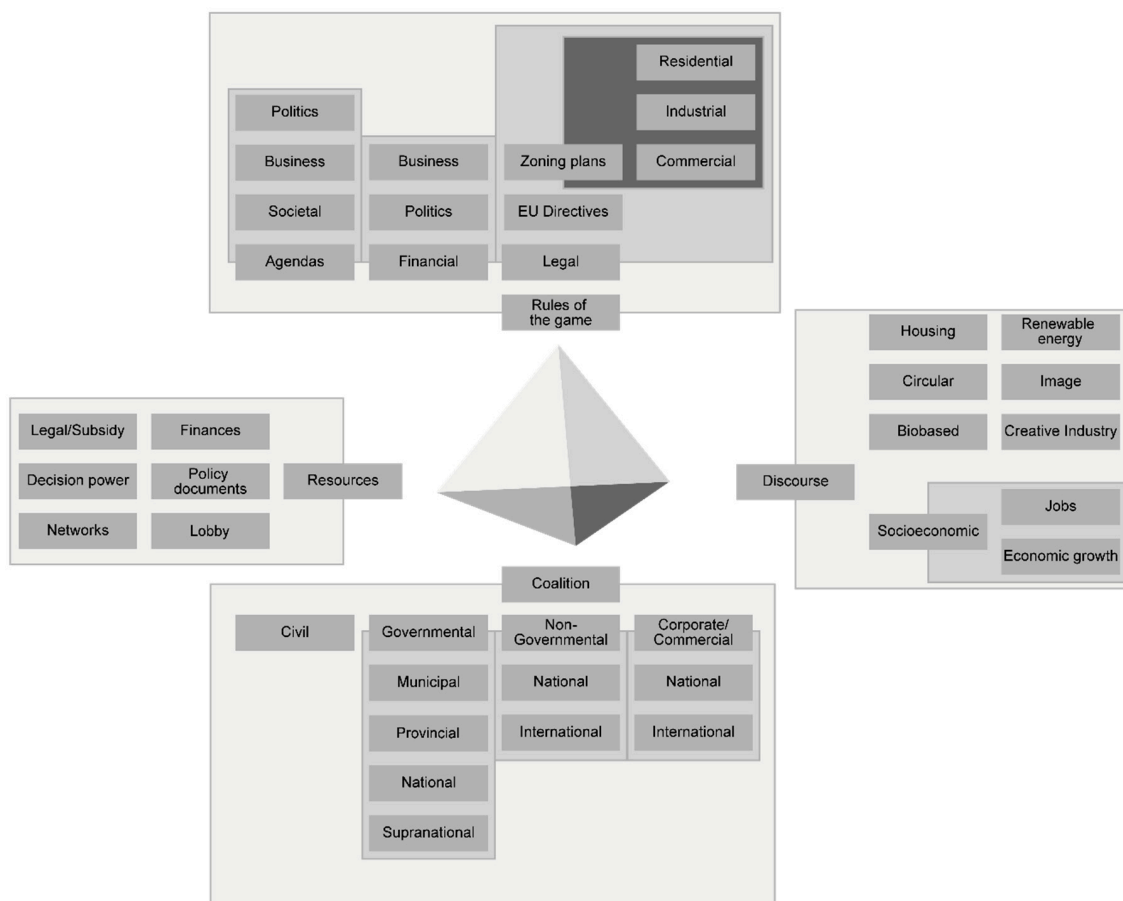 Residential
Politics
Industrial
Business
Business
Zoning plans
Commercial
Societal
Politics
EU Directives
Agendas
Financial
Legal
Rules of
the game
Housing
Renewable
energy
Circular
Image
Biobased
Creative Industry
Legal/Subsidy
Finances
Decision power
Policy
documents
Resources
Networks
Lobby
Discourse
Socioeconomic
Jobs
Economic growth
Coalition
Civil
Governmental
Non-
Governmental
Corporate/
Commercial
Municipal
National
National
Provincial
International
International
National
Supranational